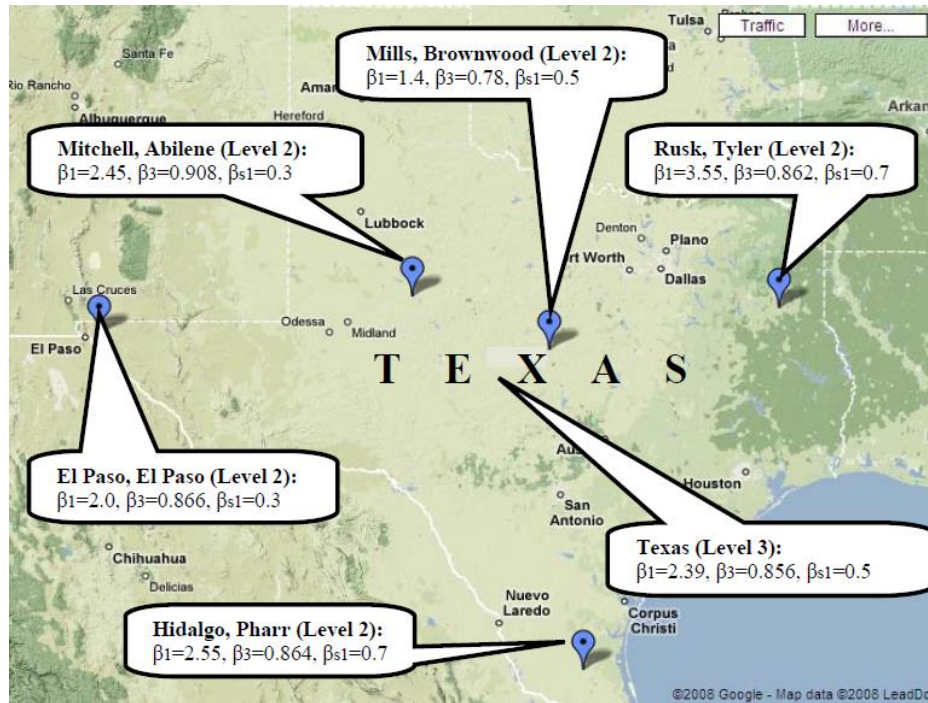 Tulsa
Traffic
More...
Santa Fe
Mills, Brownwood (Level 2):
β1=1.4, β3=0.78, βs1=0.5
Rio Rancho
Albuquerque
Hereford
Mitchell, Abilene (Level 2):
β1=2.45, β3=0.908, βs1=0.3
Rusk, Tyler (Level 2):
β1=3.55, β3=0.862, βs1=0.7
Lubbock
Denton
Plano
Dallas
Las Cruces
Odessa
Midland
El Paso
T E X A S
El Paso, El Paso (Level 2):
β1=2.0, β3=0.866, βs1=0.3
Houston
San
Antonio
Texas (Level 3):
β1=2.39, β3=0.856, βs1=0.5
Chihuahua
Delicias
Nuevo
Laredo
Corpus
Christi
Hidalgo, Pharr (Level 2):
β1=2.55, β3=0.864, βs1=0.7
©2008 Google - Map data ©2008 LeadDo